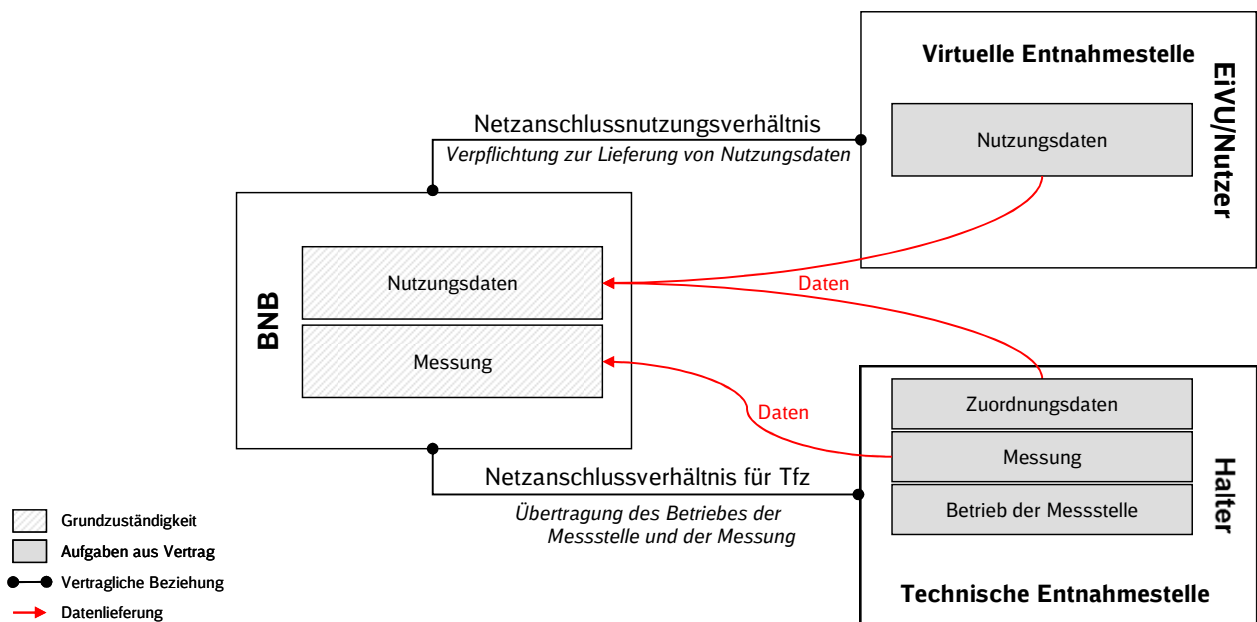 Virtuelle Entnahmestelle
EiVU/Nutzer
Nutzungsdaten
Netzanschlussnutzungsverhältnis
Verpflichtung zur Lieferung von Nutzungsdaten
BNB
Nutzungsdaten
Messung
Daten
Daten
Zuordnungsdaten
Messung
Betrieb der Messstelle
Halter
Technische Entnahmestelle
Netzanschlussverhältnis für Tfz
Übertragung des Betriebes der
Messstelle und der Messung
Grundzuständigkeit
Aufgaben aus Vertrag
Vertragliche Beziehung
Datenlieferung